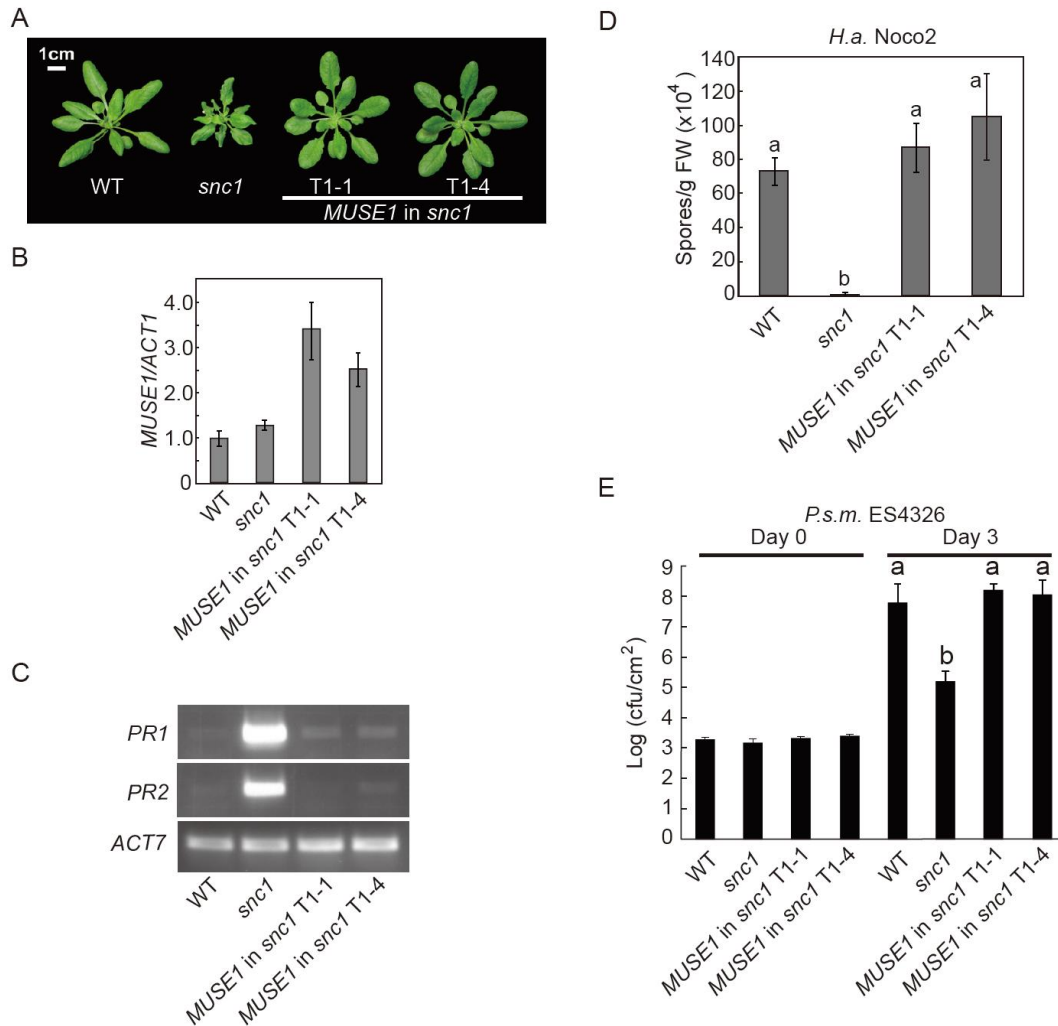 A
1cm
WT
snc1
T1-1
T1-4
MUSE1 in snc1
B
MUSE1/ACT1
4.0
3.0
2.0
1.0
0
WT
snc1
MUSE1 in snc1 T1-1
MUSE1 in snc1 T1-4
C
PR1
PR2
ACT7
WT
snc1
MUSE1 in snc1 T1-1
MUSE1 in snc1 T1-4
D
H.a. Noco2
Spores/g FW (x10⁴)
140
120
100
80
60
40
20
0
a
b
a
a
WT
snc1
MUSE1 in snc1 T1-1
MUSE1 in snc1 T1-4
E
P.s.m. ES4326
Day 0
Day 3
Log (cfu/cm²)
9
8
7
6
5
4
3
2
1
0
a
b
a
a
WT
snc1
MUSE1 in snc1 T1-1
MUSE1 in snc1 T1-4
WT
snc1
MUSE1 in snc1 T1-1
MUSE1 in snc1 T1-4